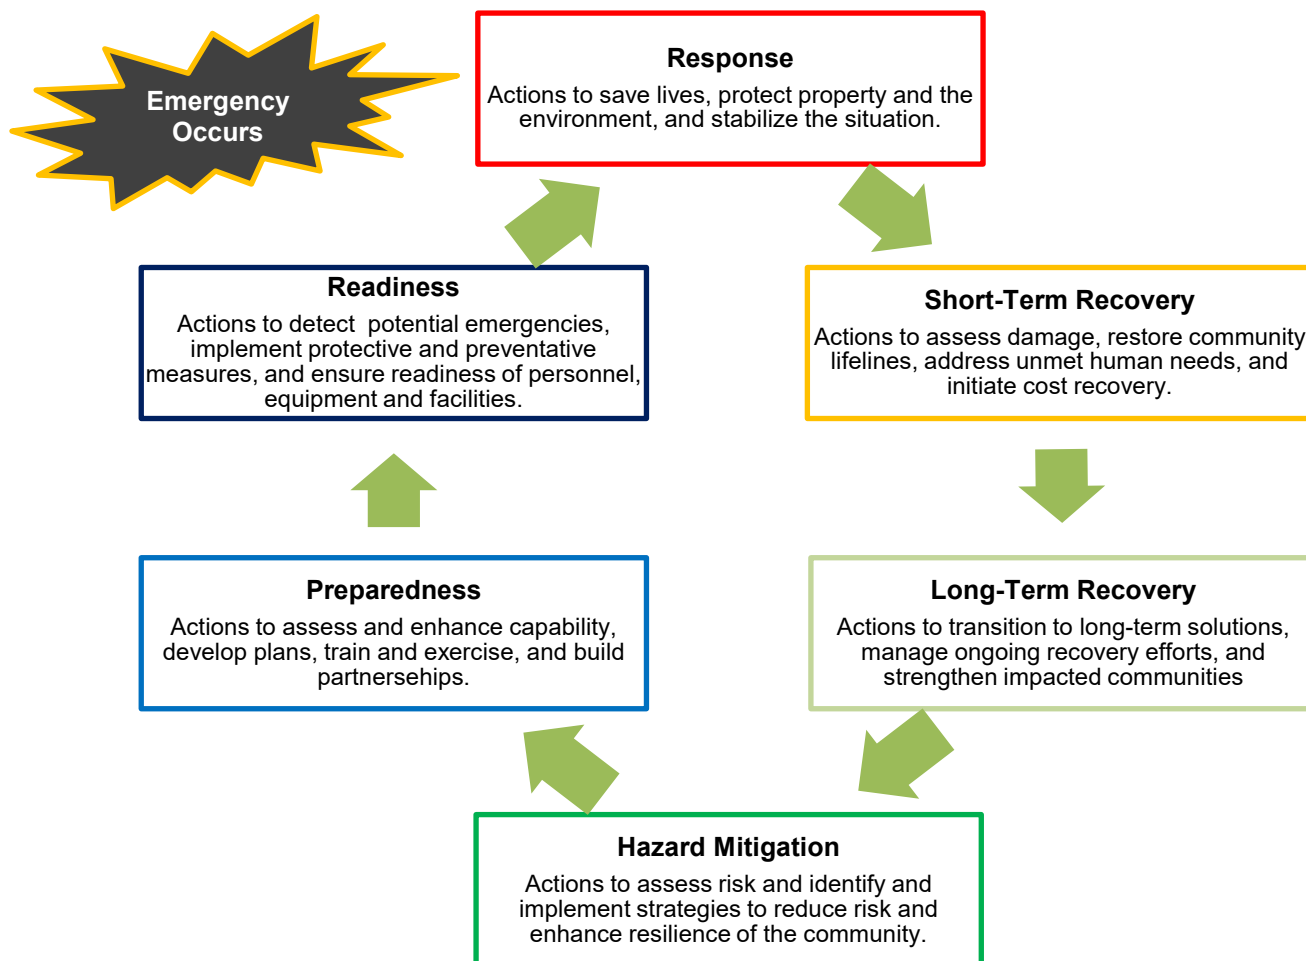 Emergency
Occurs
Response
Actions to save lives, protect property and the
environment, and stabilize the situation.
Readiness
Actions to detect  potential emergencies,
implement protective and preventative
measures, and ensure readiness of personnel,
equipment and facilities.
Short-Term Recovery
Actions to assess damage, restore community
lifelines, address unmet human needs, and
initiate cost recovery.
Preparedness
Actions to assess and enhance capability,
develop plans, train and exercise, and build
partnersehips.
Long-Term Recovery
Actions to transition to long-term solutions,
manage ongoing recovery efforts, and
strengthen impacted communities
Hazard Mitigation
Actions to assess risk and identify and
implement strategies to reduce risk and
enhance resilience of the community.